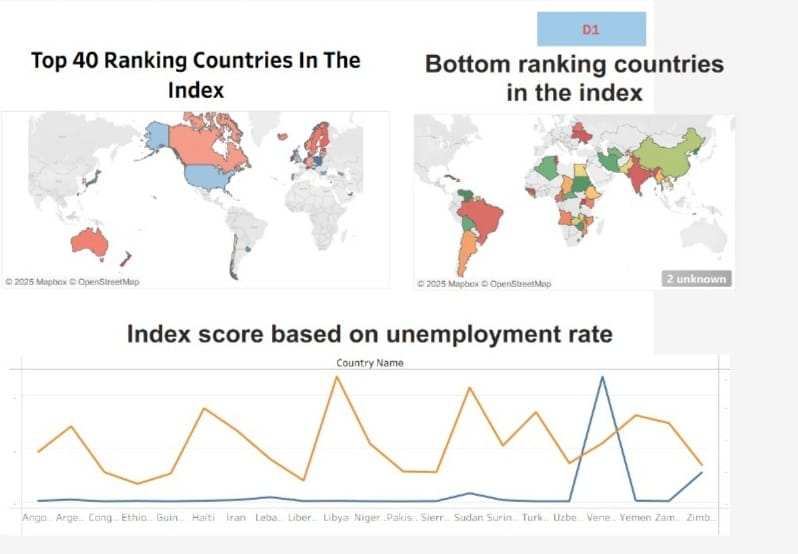 D1
Top 40 Ranking Countries In The
Index
Bottom ranking countries
in the index
© 2025 Mapbox © OpenStreetMap
© 2025 Mapbox © OpenStreetMap
2 unknown
Index score based on unemployment rate
Country Name
Ango.. Arge.. Cong.. Ethio.. Guin.. Haiti Iran Leba.. Liber.. Libya Niger.. Pakis.. Sierr.. Sudan Surin.. Turk.. Uzbe.. Vene.. Yemen Zam.. Zimb..